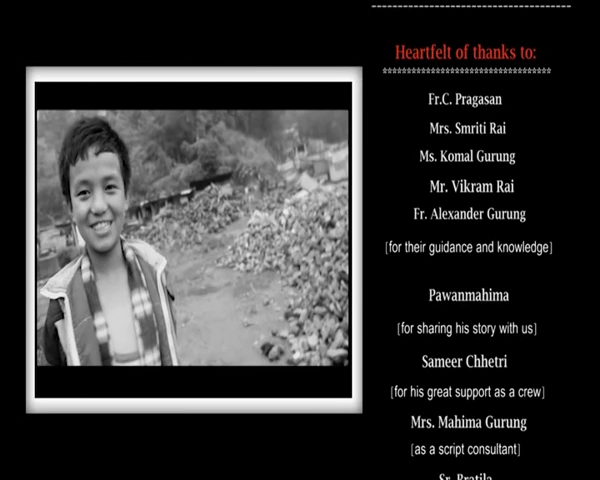 Heartfelt of thanks to:
Fr.C. Pragasan
Mrs. Smriti Rai
Ms. Komal Gurung
Mr. Vikram Rai
Fr. Alexander Gurung
[for their guidance and knowledge]
Pawanmahima
[for sharing his story with us]
Sameer Chhetri
[for his great support as a crew]
Mrs. Mahima Gurung
[as a script consultant]
Sr. Pratila